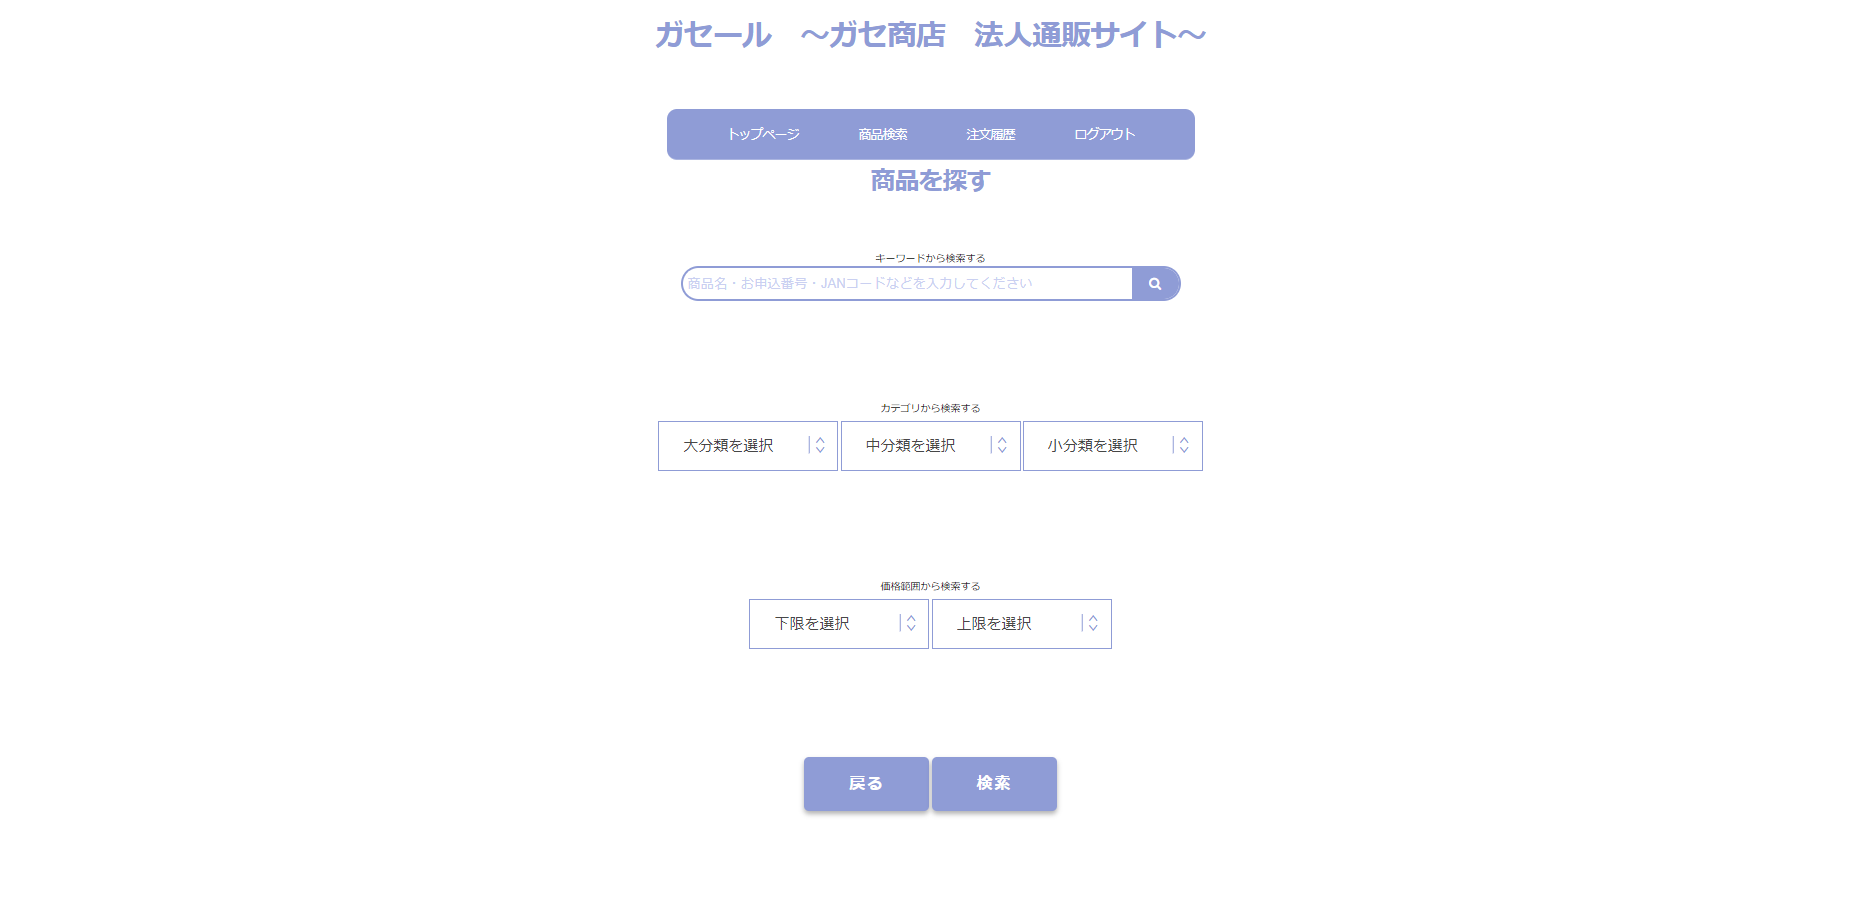 ガセール　～ガセ商店　法人通販サイト～
トップページ 商品検索 注文履歴 ログアウト
商品を探す
キーワードから検索する
商品名・お申込番号・JANコードなどを入力してください
カテゴリから検索する
大分類を選択 中分類を選択 小分類を選択
価格範囲から検索する
下限を選択 上限を選択
戻る 検索